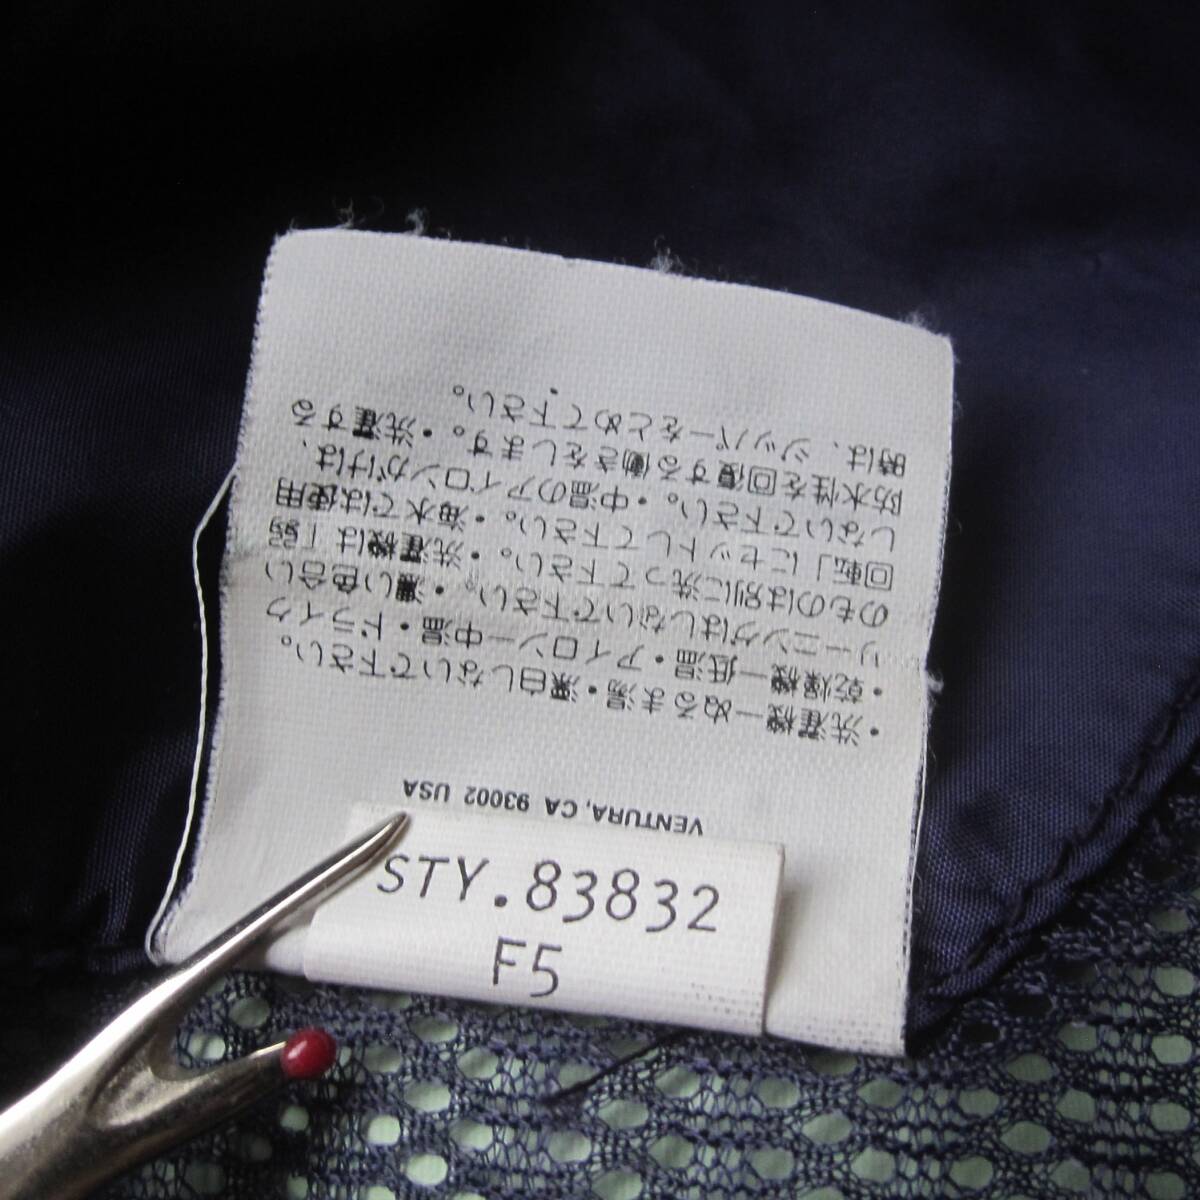 STY.83832
F5
VENTURA, CA 93002 USA
・洗濯機—ぬるま湯・漂白しないで下さい。
・乾燥機—低温・アイロン—中温・ドライク
リーニングはしないで下さい。・濃い色合い
のものは別に洗って下さい。・洗濯機は「弱
回転」にセットして下さい。・海水では使用
しないで下さい。・中温のアイロンがけは、
防水性を回復する働きをします。・洗濯する
時は、ジッパーをとめて下さい。